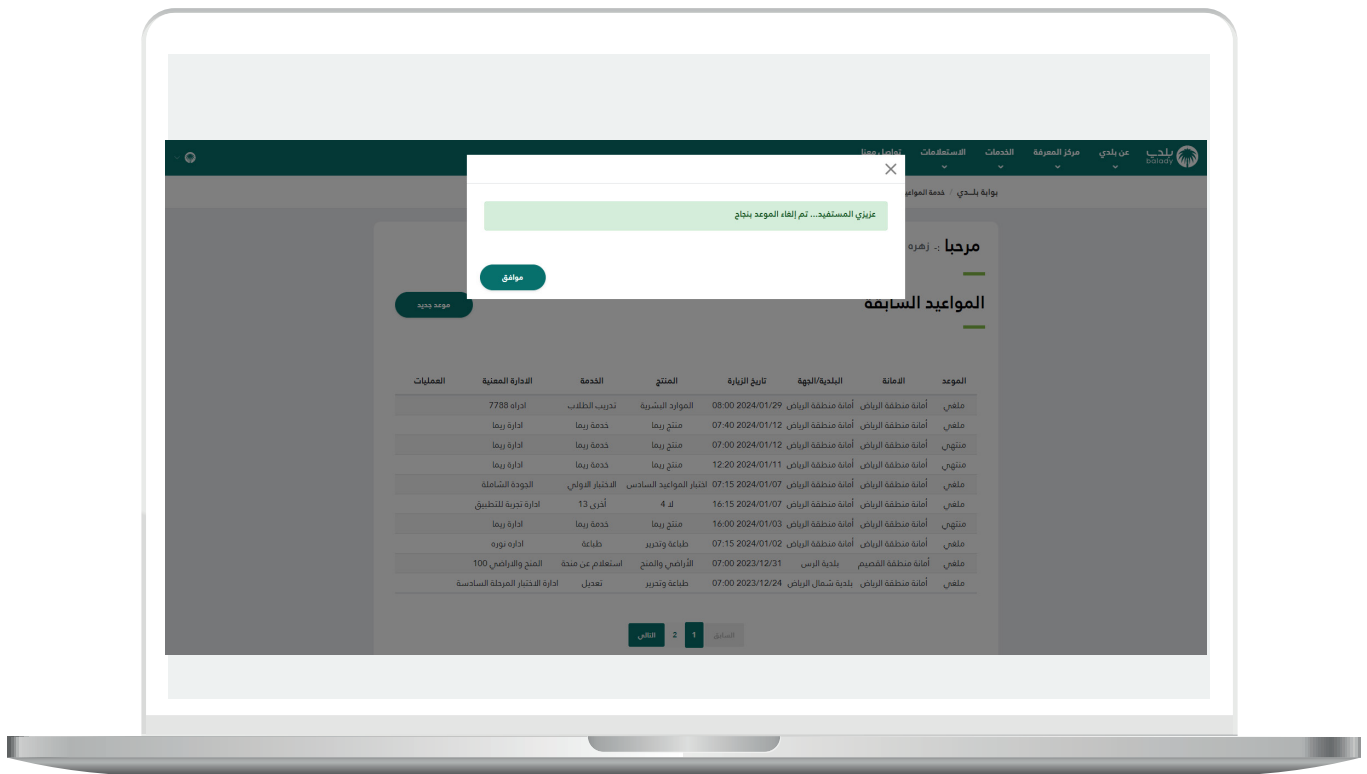 بلدي balady
عن بلدي مركز المعرفة الخدمات الاستعلامات تواصل معنا
بوابة بلـدي / خدمة المواعيد
عزيزي المستفيد... تم إلغاء الموعد بنجاح
موافق
مرحبا :. زهره
المواعيد السابقة
موعد جديد
الموعد الامانة البلدية/الجهة تاريخ الزيارة المنتج الخدمة الادارة المعنية العمليات
ملغي أمانة منطقة الرياض أمانة منطقة الرياض 2024/01/29 08:00 الموارد البشرية تدريب الطلاب ادراه 7788
ملغي أمانة منطقة الرياض أمانة منطقة الرياض 2024/01/12 07:40 منتج ريما خدمة ريما ادارة ريما
منتهي أمانة منطقة الرياض أمانة منطقة الرياض 2024/01/12 07:00 منتج ريما خدمة ريما ادارة ريما
منتهي أمانة منطقة الرياض أمانة منطقة الرياض 2024/01/11 12:20 منتج ريما خدمة ريما ادارة ريما
ملغي أمانة منطقة الرياض أمانة منطقة الرياض 2024/01/07 07:15 اختبار المواعيد السادس الاختبار الاولي الجودة الشاملة
ملغي أمانة منطقة الرياض أمانة منطقة الرياض 2024/01/07 16:15 لا 4 أخرى 13 ادارة تجربة للتطبيق
منتهي أمانة منطقة الرياض أمانة منطقة الرياض 2024/01/03 16:00 منتج ريما خدمة ريما ادارة ريما
ملغي أمانة منطقة الرياض أمانة منطقة الرياض 2024/01/02 07:15 طباعة وتحرير طباعة اداره نوره
ملغي أمانة منطقة القصيم بلدية الرس 2023/12/31 07:00 الأراضي والمنح استعلام عن منحة المنح والاراضي 100
ملغي أمانة منطقة الرياض بلدية شمال الرياض 2023/12/24 07:00 طباعة وتحرير تعديل ادارة الاختبار المرحلة السادسة
السابق 1 2 التالي